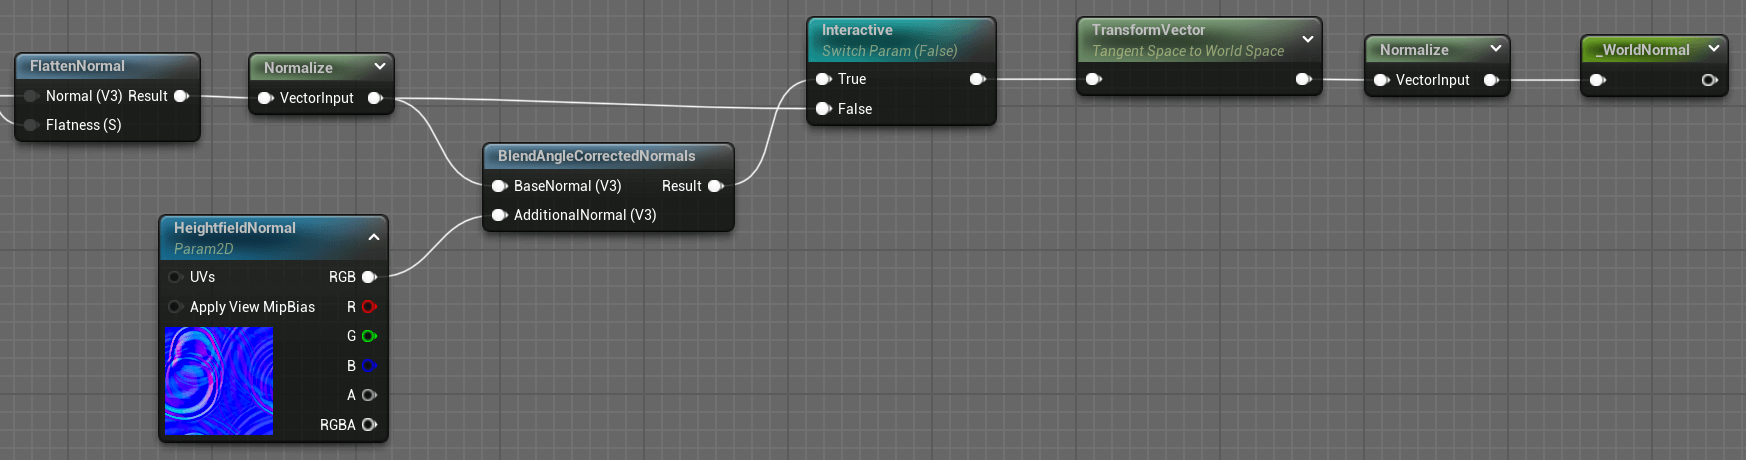 FlattenNormal
Normal (V3) Result
Flatness (S)
Normalize
VectorInput
HeightfieldNormal
Param2D
UVs RGB
Apply View MipBias R
G
B
A
RGBA
BlendAngleCorrectedNormals
BaseNormal (V3) Result
AdditionalNormal (V3)
Interactive
Switch Param (False)
True
False
TransformVector
Tangent Space to World Space
Normalize
VectorInput
_WorldNormal